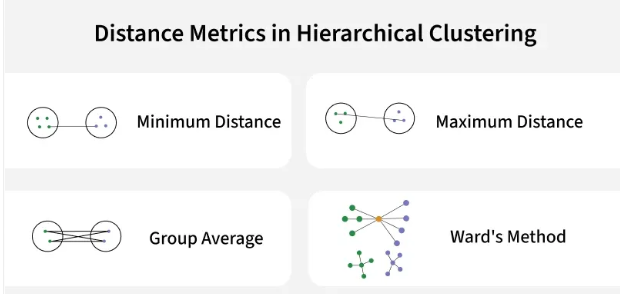 Distance Metrics in Hierarchical Clustering
Minimum Distance
Maximum Distance
Group Average
Ward's Method